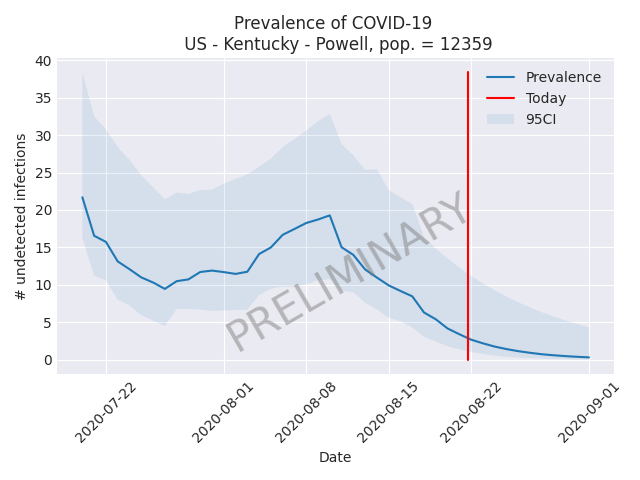 Prevalence of COVID-19
US - Kentucky - Powell, pop. = 12359
40
35
30
25
20
15
10
5
0
# undetected infections
Prevalence
Today
95CI
PRELIMINARY
2020-07-22
2020-08-01
2020-08-08
2020-08-15
2020-08-22
2020-09-01
Date